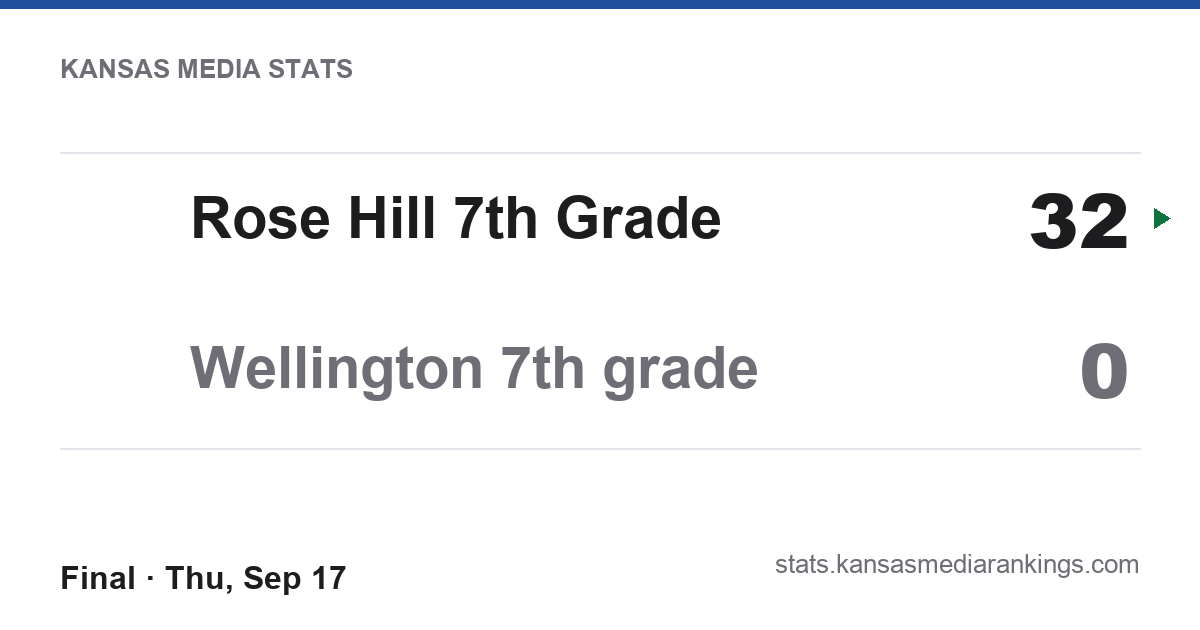 KANSAS MEDIA STATS
Rose Hill 7th Grade 32
Wellington 7th grade 0
Final · Thu, Sep 17
stats.kansasmediarankings.com